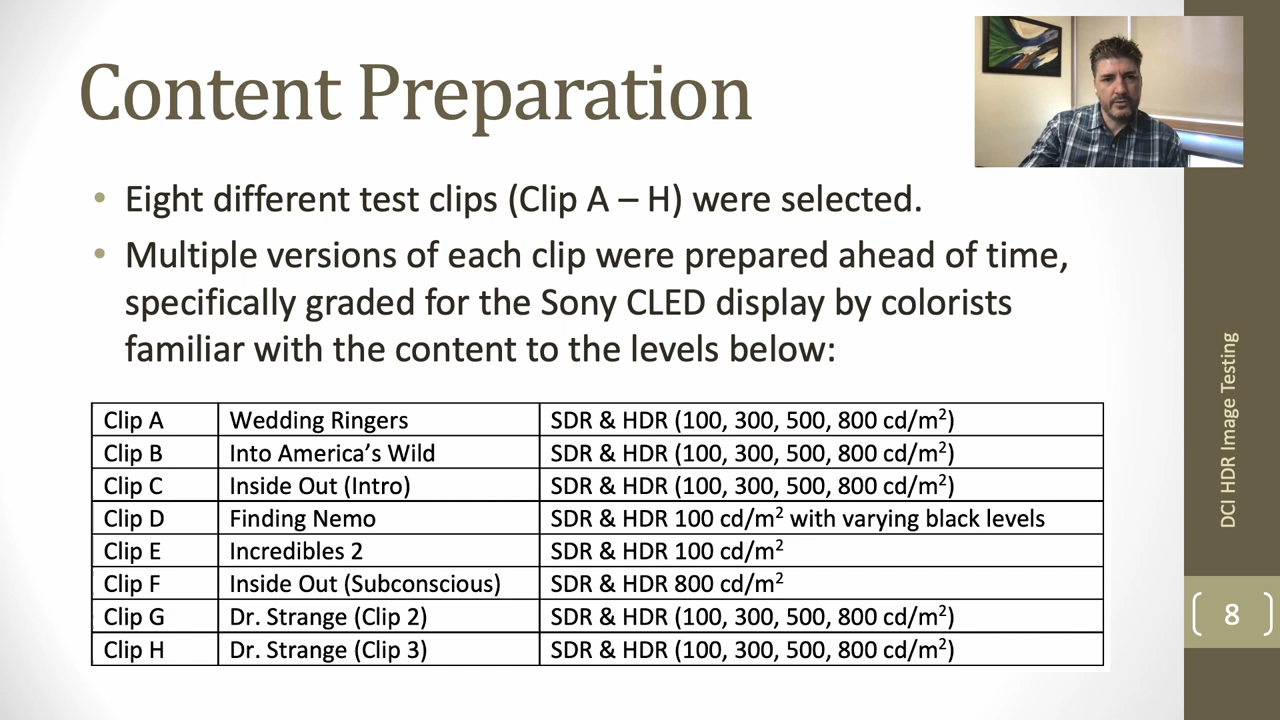 Content Preparation
• Eight different test clips (Clip A – H) were selected.
• Multiple versions of each clip were prepared ahead of time,
specifically graded for the Sony CLED display by colorists
familiar with the content to the levels below:
Clip A Wedding Ringers SDR & HDR (100, 300, 500, 800 cd/m²)
Clip B Into America’s Wild SDR & HDR (100, 300, 500, 800 cd/m²)
Clip C Inside Out (Intro) SDR & HDR (100, 300, 500, 800 cd/m²)
Clip D Finding Nemo SDR & HDR 100 cd/m² with varying black levels
Clip E Incredibles 2 SDR & HDR 100 cd/m²
Clip F Inside Out (Subconscious) SDR & HDR 800 cd/m²
Clip G Dr. Strange (Clip 2) SDR & HDR (100, 300, 500, 800 cd/m²)
Clip H Dr. Strange (Clip 3) SDR & HDR (100, 300, 500, 800 cd/m²)
DCI HDR Image Testing
8